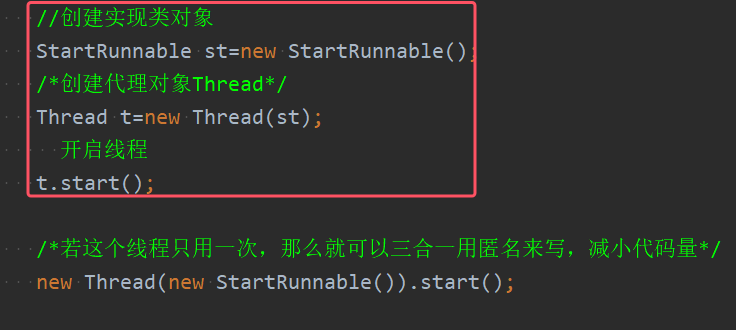 //创建实现类对象
StartRunnable st=new StartRunnable();
/*创建代理对象Thread*/
Thread t=new Thread(st);
开启线程
t.start();
/*若这个线程只用一次，那么就可以三合一用匿名来写，减小代码量*/
new Thread(new StartRunnable()).start();